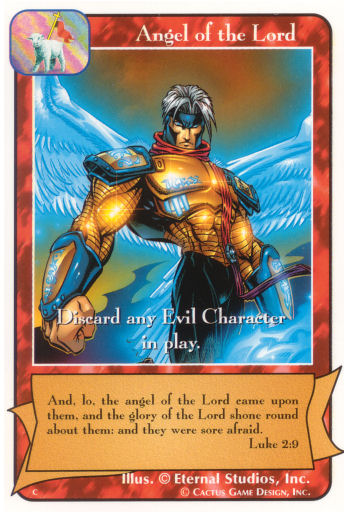 Angel of the Lord
Discard any Evil Character
in play.
And, lo, the angel of the Lord came upon
them, and the glory of the Lord shone round
about them: and they were sore afraid.
Luke 2:9
Illus. © Eternal Studios, Inc.
C
© Cactus Game Design, Inc.